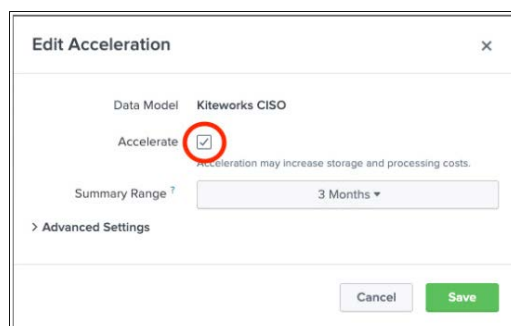 Edit Acceleration ×
Data Model Kiteworks CISO
Accelerate
Acceleration may increase storage and processing costs.
Summary Range ? 3 Months
> Advanced Settings
Cancel Save